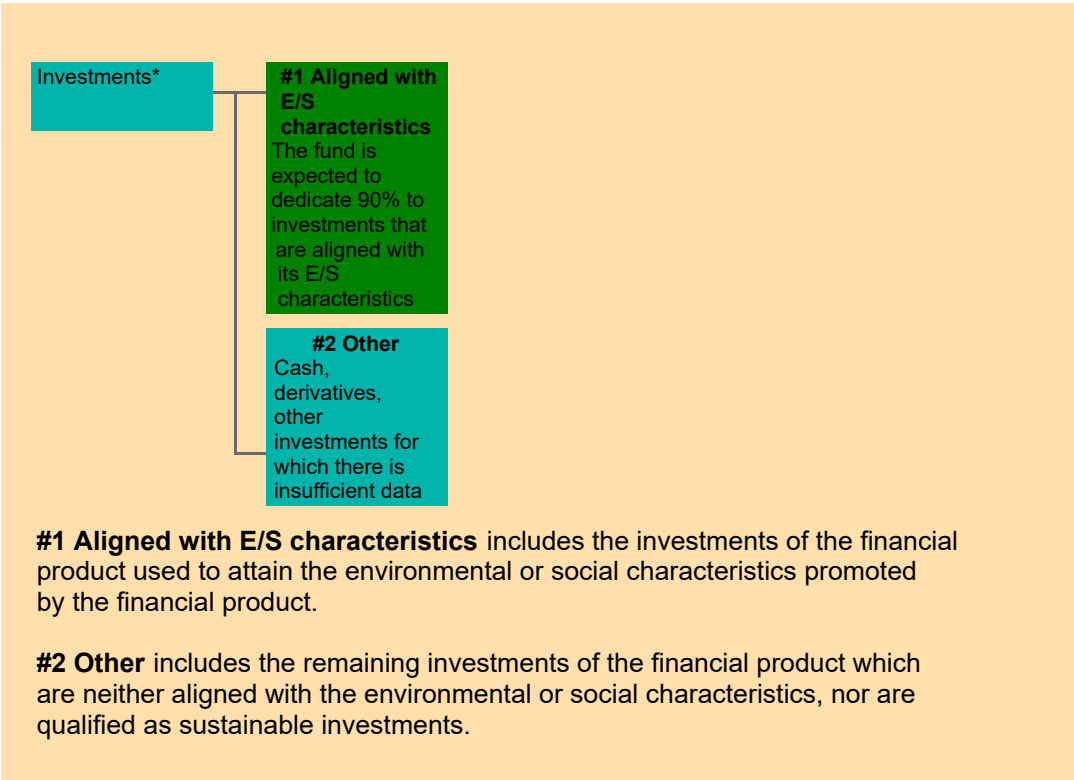 Investments*
#1 Aligned with
E/S
characteristics
The fund is
expected to
dedicate 90% to
investments that
are aligned with
its E/S
characteristics
#2 Other
Cash,
derivatives,
other
investments for
which there is
insufficient data
#1 Aligned with E/S characteristics includes the investments of the financial
product used to attain the environmental or social characteristics promoted
by the financial product.
#2 Other includes the remaining investments of the financial product which
are neither aligned with the environmental or social characteristics, nor are
qualified as sustainable investments.